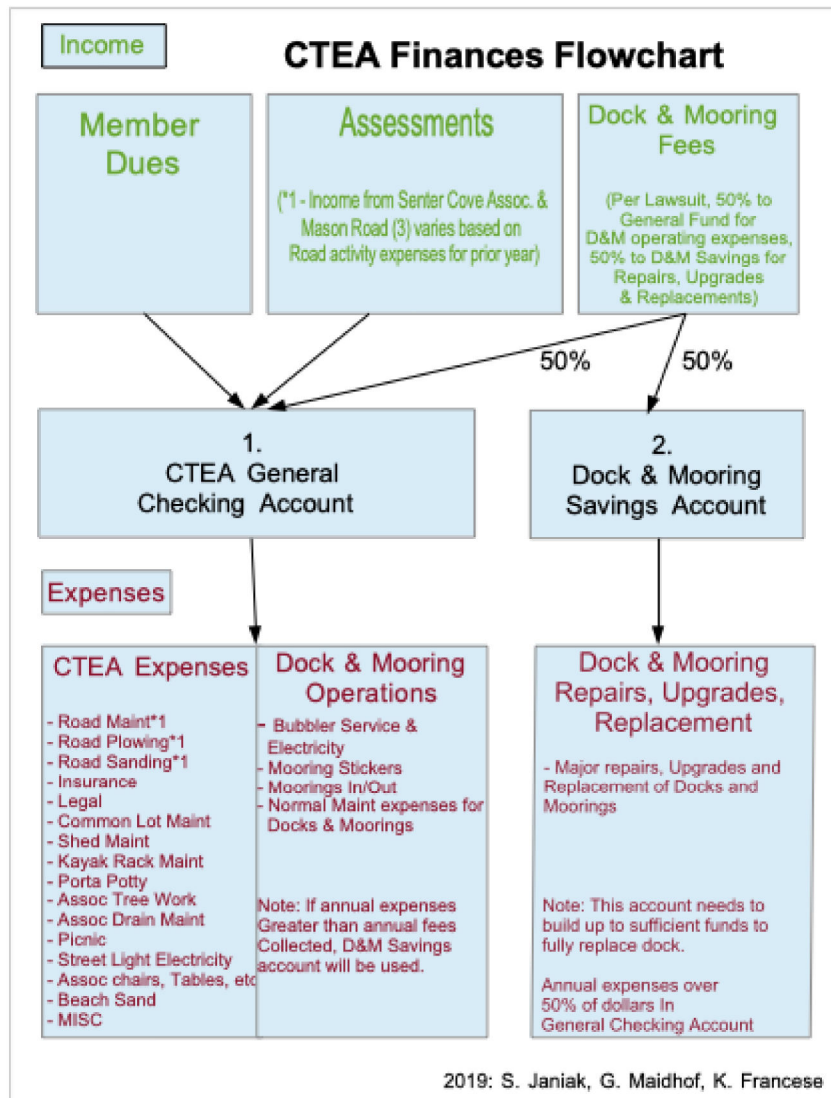 Income
CTEA Finances Flowchart
Member
Dues
Assessments
(*1 - Income from Senter Cove Assoc. &
Mason Road (3) varies based on
Road activity expenses for prior year)
Dock & Mooring
Fees
(Per Lawsuit, 50% to
General Fund for
D&M operating expenses,
50% to D&M Savings for
Repairs, Upgrades
& Replacements)
50%
50%
1.
CTEA General
Checking Account
2.
Dock & Mooring
Savings Account
Expenses
CTEA Expenses
- Road Maint*1
- Road Plowing*1
- Road Sanding*1
- Insurance
- Legal
- Common Lot Maint
- Shed Maint
- Kayak Rack Maint
- Porta Potty
- Assoc Tree Work
- Assoc Drain Maint
- Picnic
- Street Light Electricity
- Assoc chairs, Tables, etc
- Beach Sand
- MISC
Dock & Mooring
Operations
- Bubbler Service &
Electricity
- Mooring Stickers
- Moorings In/Out
- Normal Maint expenses for
Docks & Moorings
Note: If annual expenses
Greater than annual fees
Collected, D&M Savings
account will be used.
Dock & Mooring
Repairs, Upgrades,
Replacement
- Major repairs, Upgrades and
Replacement of Docks and
Moorings
Note: This account needs to
build up to sufficient funds to
fully replace dock.
Annual expenses over
50% of dollars In
General Checking Account
2019: S. Janiak, G. Maidhof, K. Francese